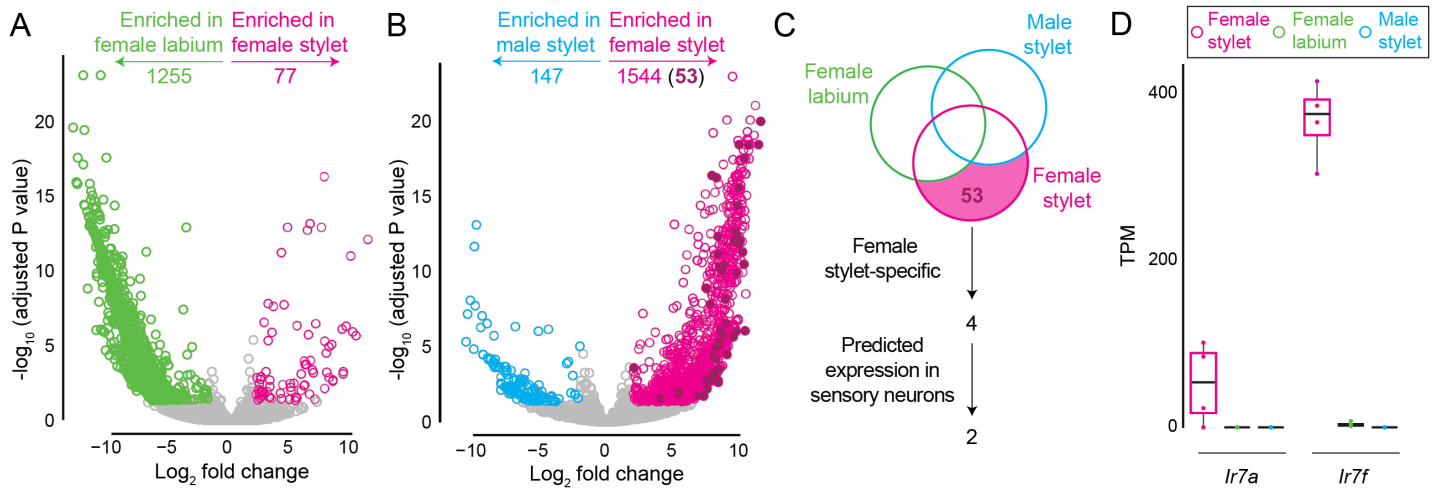 A
Enriched in
female labium
1255
Enriched in
female stylet
77
-log10 (adjusted P value)
20
15
10
5
0
−10
−5
0
5
10
Log2 fold change
B
Enriched in
male stylet
147
Enriched in
female stylet
1544 (53)
-log10 (adjusted P value)
20
15
10
5
0
−10
−5
0
5
10
Log2 fold change
C
Male
stylet
Female
labium
Female
stylet
53
Female
stylet-specific
4
Predicted
expression in
sensory neurons
2
D
Female
stylet
Female
labium
Male
stylet
TPM
400
200
0
Ir7a
Ir7f